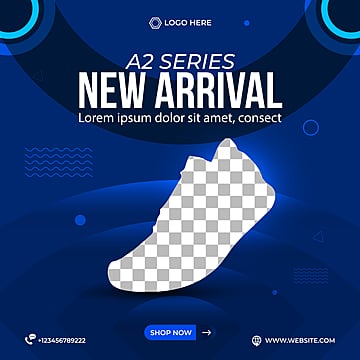 LOGO HERE
A2 SERIES
NEW ARRIVAL
Lorem ipsum dolor sit amet, consect
+123456789222
SHOP NOW
WWW.WEBSITE.COM